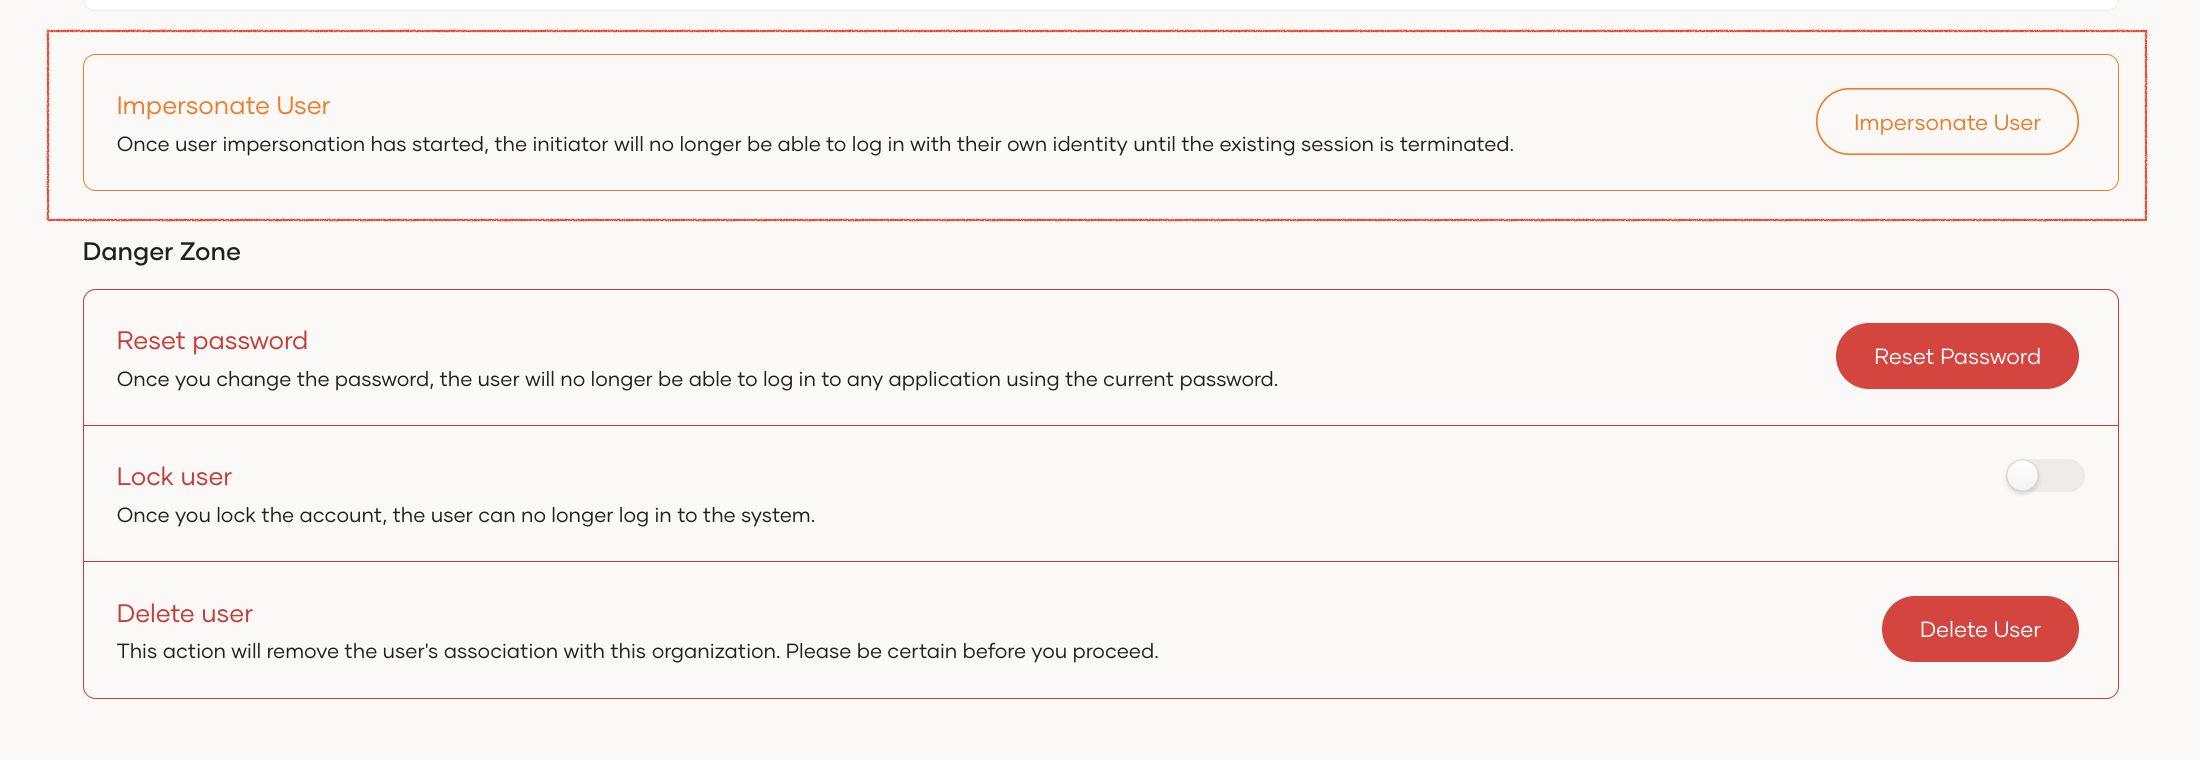 Impersonate User
Once user impersonation has started, the initiator will no longer be able to log in with their own identity until the existing session is terminated.
Impersonate User
Danger Zone
Reset password
Once you change the password, the user will no longer be able to log in to any application using the current password.
Reset Password
Lock user
Once you lock the account, the user can no longer log in to the system.
Delete user
This action will remove the user's association with this organization. Please be certain before you proceed.
Delete User